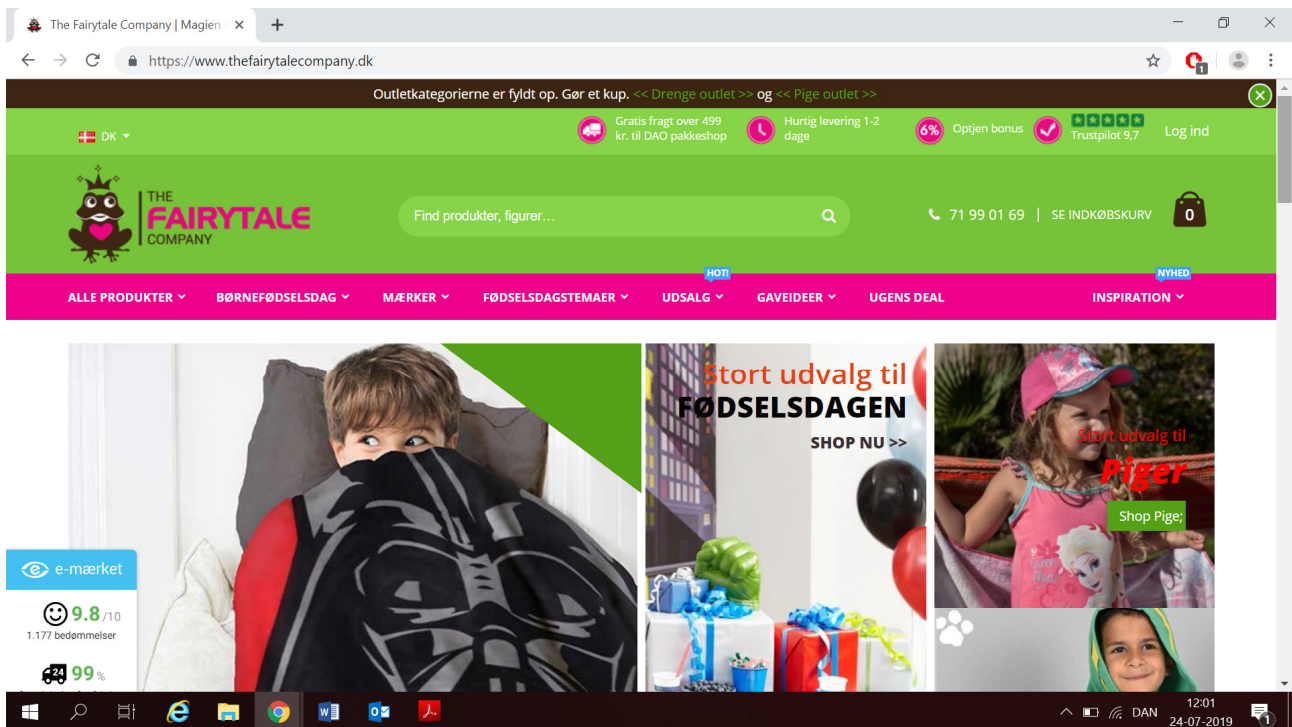 The Fairytale Company | Magien
https://www.thefairytalecompany.dk
1
Outletkategorierne er fyldt op. Gør et kup. << Drenge outlet >> og << Pige outlet >>
DK
Gratis fragt over 499
kr. til DAO pakkeshop
Hurtig levering 1-2
dage
6%
Optjen bonus
Trustpilot 9,7
Log ind
THE
FAIRYTALE
COMPANY
Find produkter, figurer...
71 99 01 69 | SE INDKØBSKURV
0
HOT!
NYHED
ALLE PRODUKTER
BØRNEFØDSELSDAG
MÆRKER
FØDSELSDAGSTEMAER
UDSALG
GAVEIDEER
UGENS DEAL
INSPIRATION
Stort udvalg til
FØDSELSDAGEN
SHOP NU >>
Stort udvalg til
Piger
Shop Pige;
e-mærket
9.8/10
1.177 bedømmelser
24 99%
DAN
12:01
24-07-2019
1